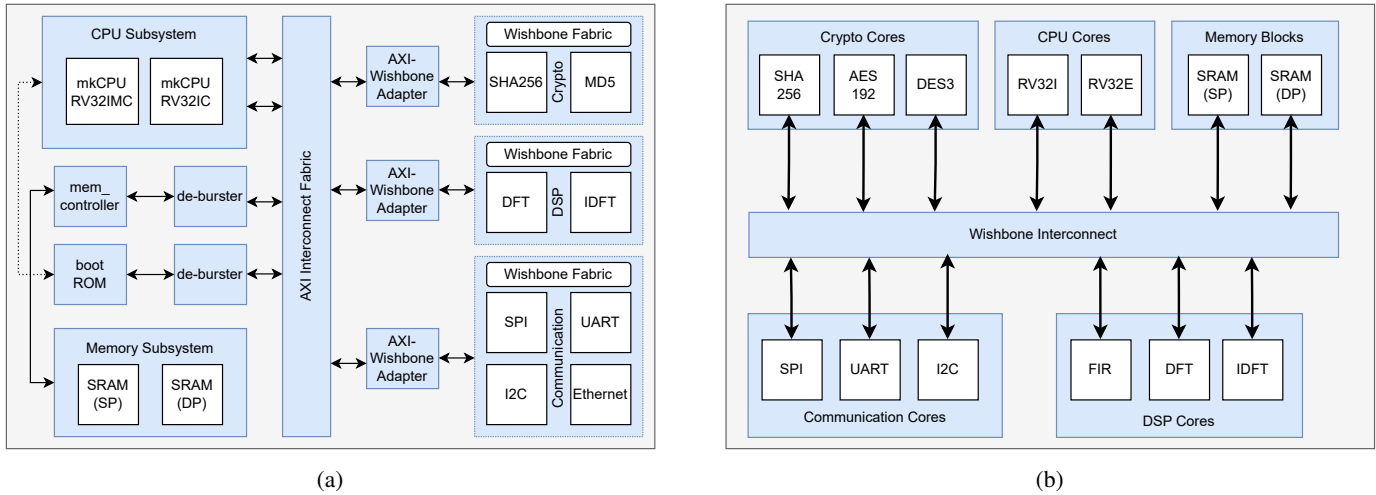 CPU Subsystem
mkCPU
RV32IMC
mkCPU
RV32IC
mem_
controller
de-burster
boot
ROM
de-burster
Memory Subsystem
SRAM
(SP)
SRAM
(DP)
AXI Interconnect Fabric
AXI-
Wishbone
Adapter
Wishbone Fabric
SHA256
Crypto
MD5
AXI-
Wishbone
Adapter
Wishbone Fabric
DFT
DSP
IDFT
AXI-
Wishbone
Adapter
Wishbone Fabric
SPI
UART
Communication
I2C
Ethernet
(a)
Crypto Cores
SHA
256
AES
192
DES3
CPU Cores
RV32I
RV32E
Memory Blocks
SRAM
(SP)
SRAM
(DP)
Wishbone Interconnect
SPI
UART
I2C
Communication Cores
FIR
DFT
IDFT
DSP Cores
(b)